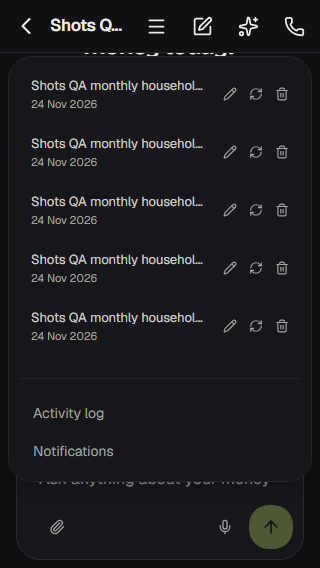 Shots Q...
money today.
Shots QA monthly househol...
24 Nov 2026
Shots QA monthly househol...
24 Nov 2026
Shots QA monthly househol...
24 Nov 2026
Shots QA monthly househol...
24 Nov 2026
Shots QA monthly househol...
24 Nov 2026
Activity log
Notifications
Ask anything about your money